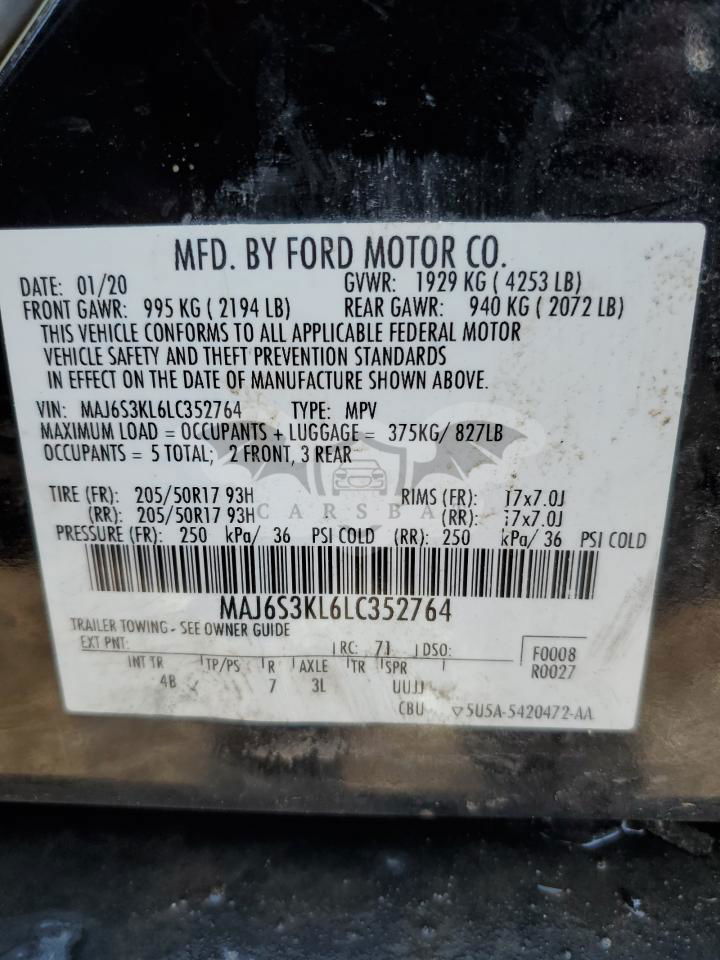 MFD. BY FORD MOTOR CO.
DATE: 01/20 GVWR: 1929 KG ( 4253 LB)
FRONT GAWR: 995 KG ( 2194 LB) REAR GAWR: 940 KG ( 2072 LB)
THIS VEHICLE CONFORMS TO ALL APPLICABLE FEDERAL MOTOR
VEHICLE SAFETY AND THEFT PREVENTION STANDARDS
IN EFFECT ON THE DATE OF MANUFACTURE SHOWN ABOVE.
VIN: MAJ6S3KL6LC352764 TYPE: MPV
MAXIMUM LOAD = OCCUPANTS + LUGGAGE = 375KG/ 827LB
OCCUPANTS = 5 TOTAL; 2 FRONT, 3 REAR
TIRE (FR): 205/50R17 93H RIMS (FR): 17x7.0J
(RR): 205/50R17 93H (RR): 17x7.0J
CARSBA
PRESSURE (FR): 250 kPa/ 36 PSI COLD (RR): 250 kPa/ 36 PSI COLD
MAJ6S3KL6LC352764
TRAILER TOWING - SEE OWNER GUIDE
EXT PNT: RC: 71 DSO:
F0008
R0027
INT TR TP/PS R AXLE TR SPR
4B 7 3L UUJJ
CBU ▽5U5A-5420472-AA